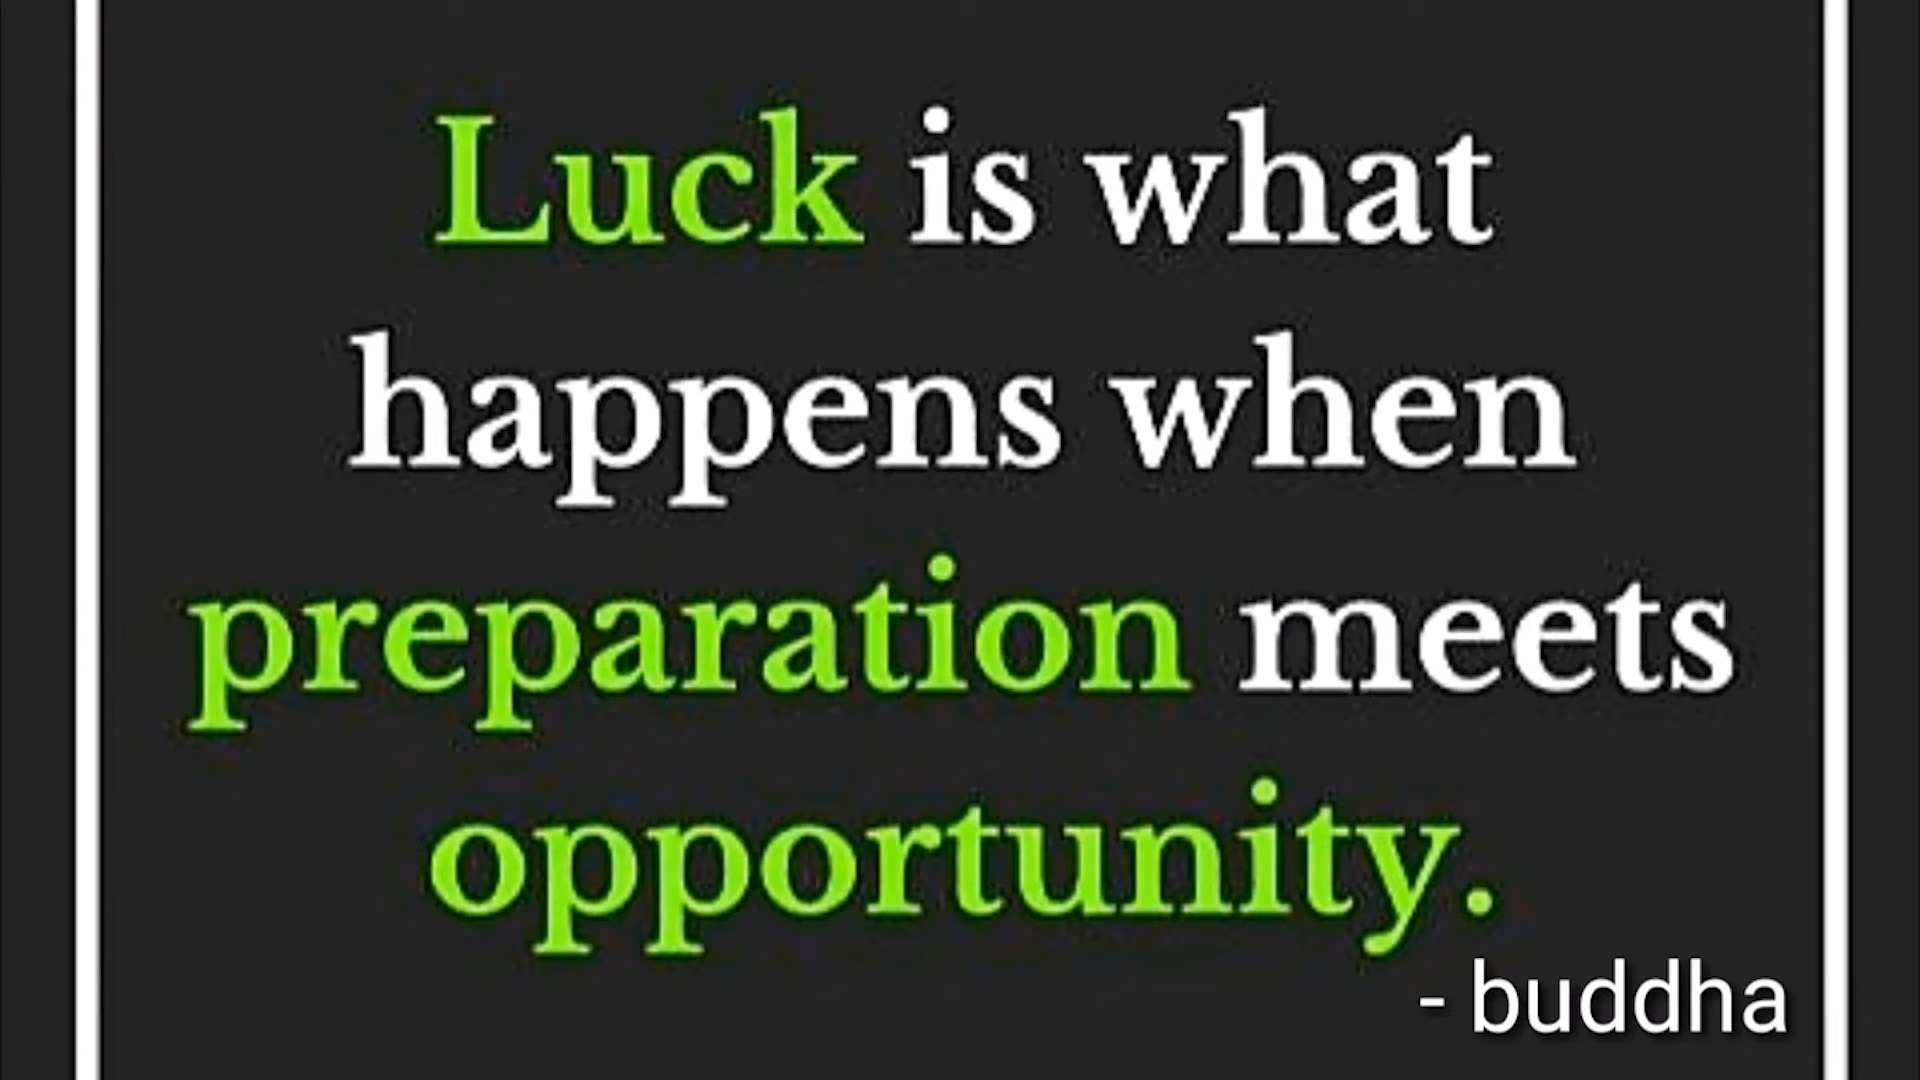 Luck is what
happens when
preparation meets
opportunity.
- buddha